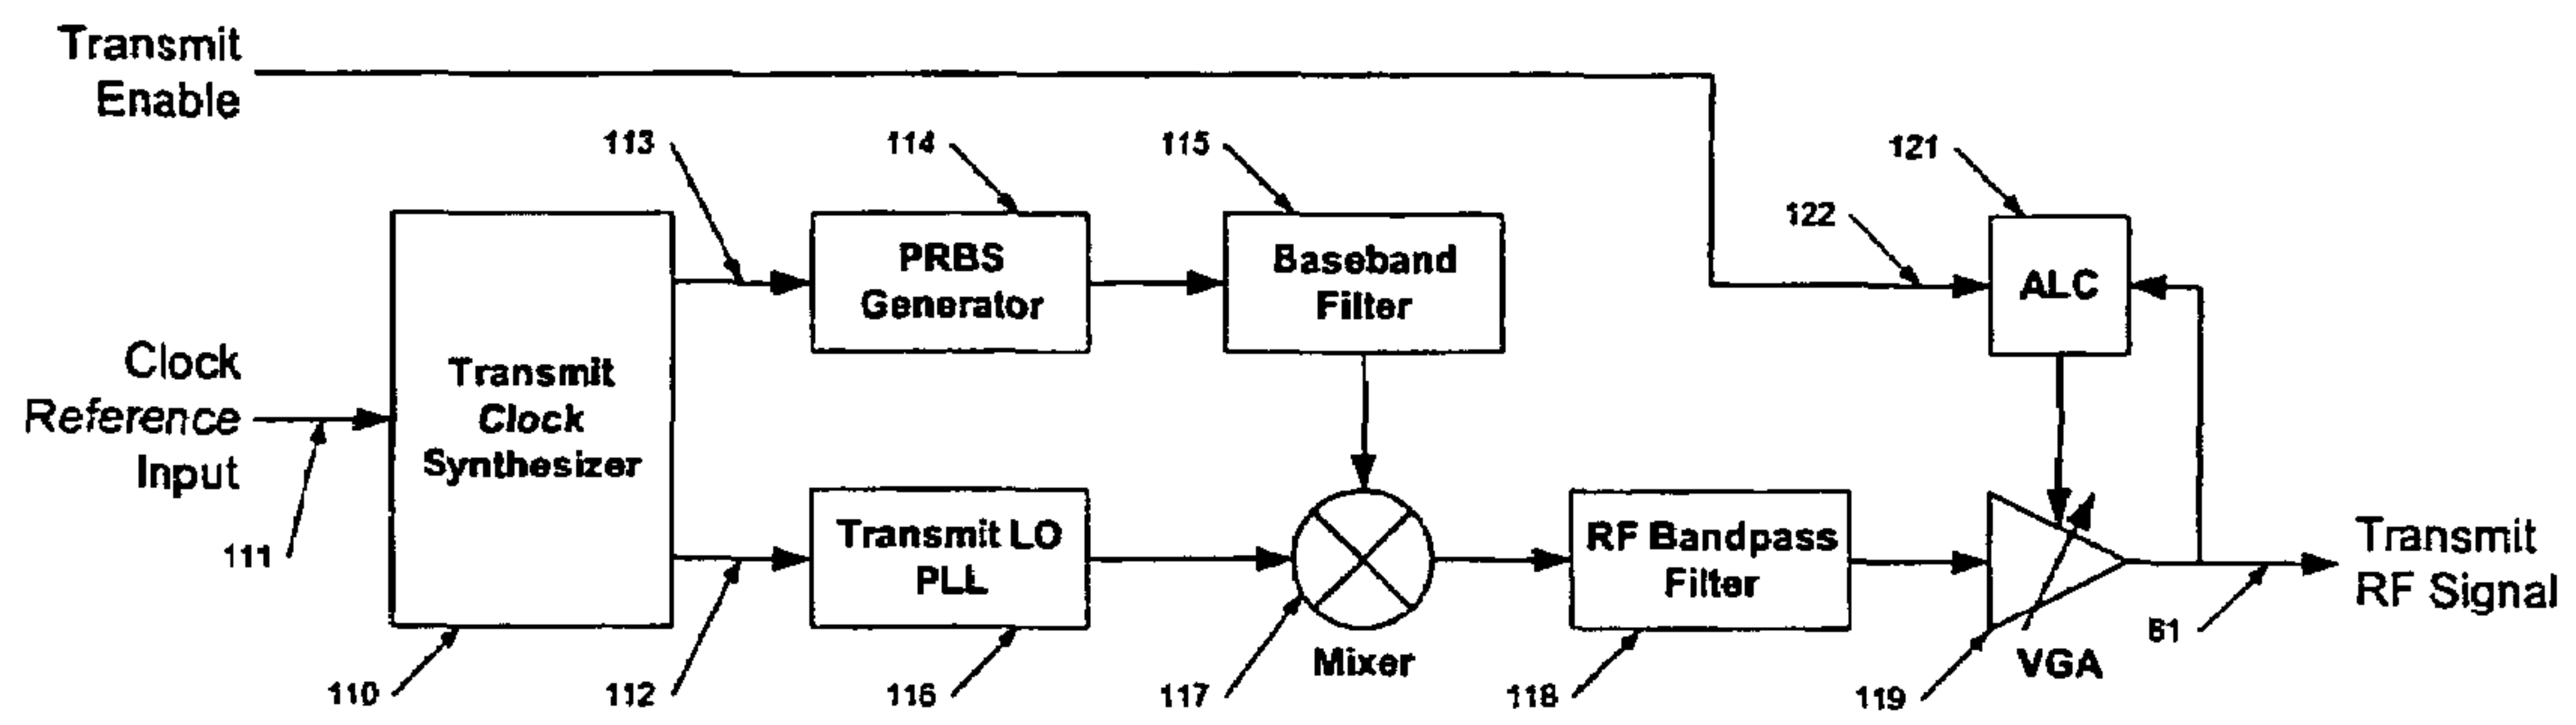 Transmit
Enable
113
114
115
121
122
PRBS
Generator
Baseband
Filter
ALC
Clock
Reference
Input
Transmit
Clock
Synthesizer
111
Transmit LO
PLL
RF Bandpass
Filter
Transmit
RF Signal
61
Mixer
VGA
110
112
116
117
118
119